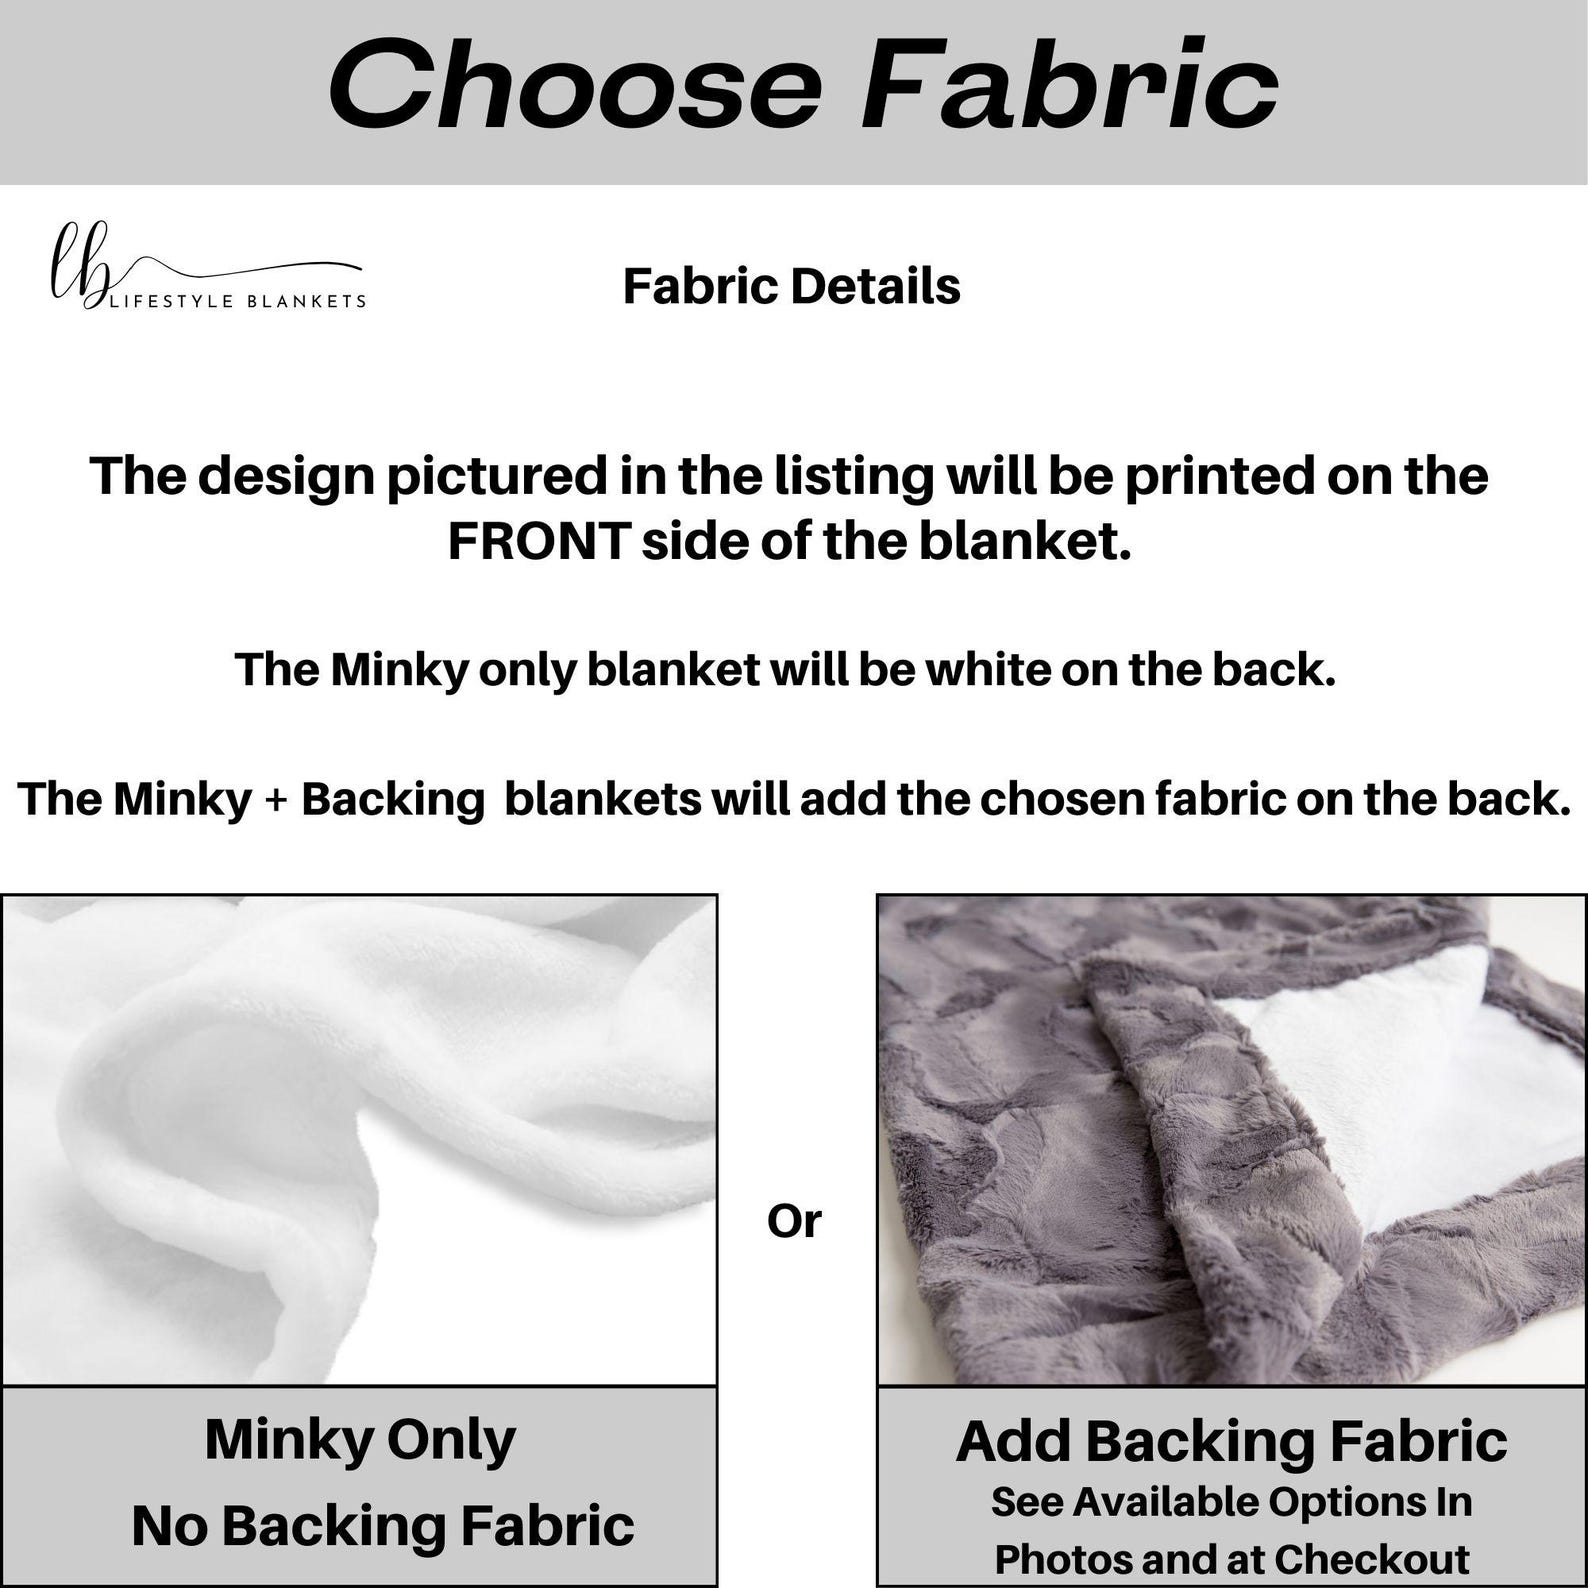 Choose Fabric
lb
LIFESTYLE BLANKETS
Fabric Details
The design pictured in the listing will be printed on the
FRONT side of the blanket.
The Minky only blanket will be white on the back.
The Minky + Backing blankets will add the chosen fabric on the back.
Or
Minky Only
No Backing Fabric
Add Backing Fabric
See Available Options In
Photos and at Checkout